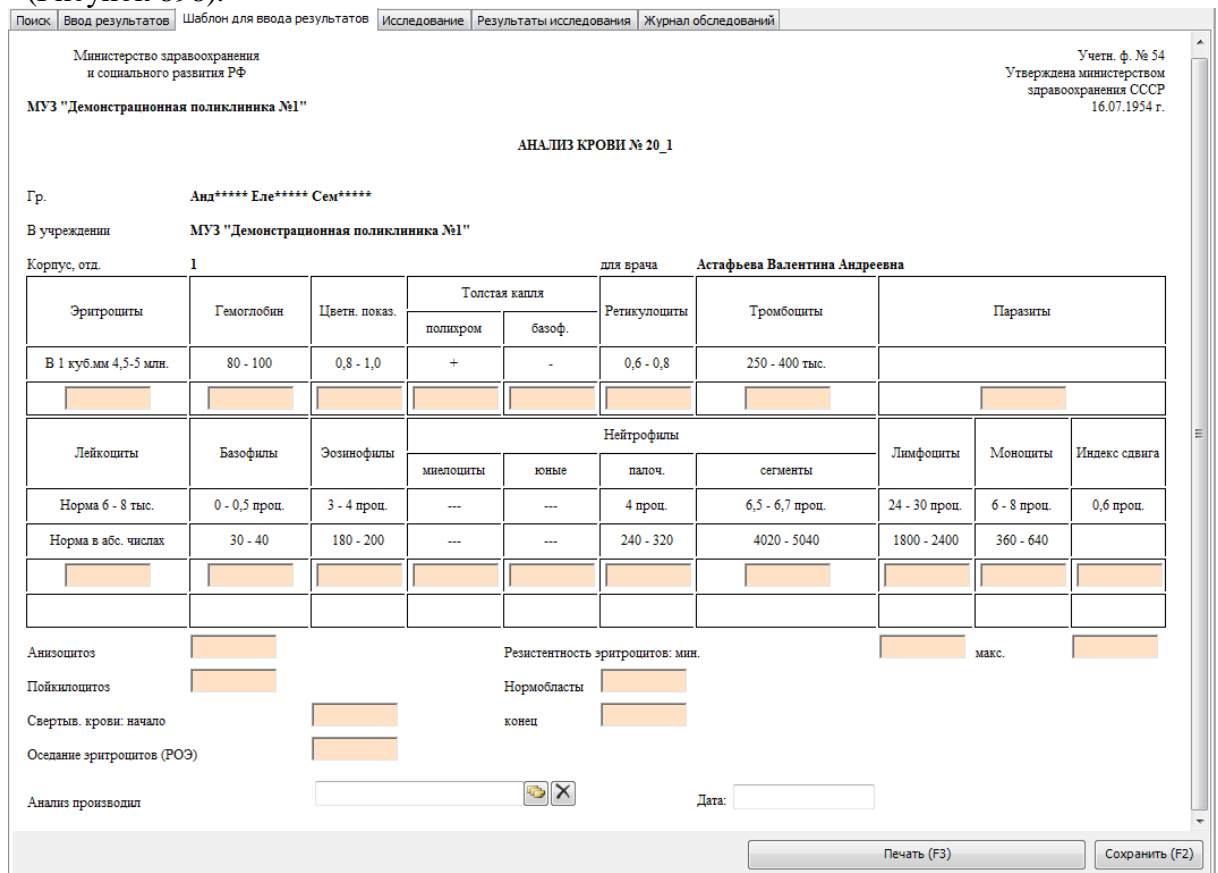 (Рисунок 898).
Поиск Ввод результатов Шаблон для ввода результатов Исследование Результаты исследования Журнал обследований
Министерство здравоохранения
и социального развития РФ
Учетн. ф. № 54
Утверждена министерством
здравоохранения СССР
16.07.1954 г.
МУЗ "Демонстрационная поликлиника №1"
АНАЛИЗ КРОВИ № 20_1
Гр. Анд***** Еле***** Сем*****
В учреждении МУЗ "Демонстрационная поликлиника №1"
Корпус, отд. 1 для врача Астафьева Валентина Андреевна
Эритроциты Гемоглобин Цветн. показ. Толстая капля Ретикулоциты Тромбоциты Паразиты
полихром базоф.
В 1 куб.мм 4,5-5 млн. 80 - 100 0,8 - 1,0 + - 0,6 - 0,8 250 - 400 тыс.
Лейкоциты Базофилы Эозинофилы Нейтрофилы Лимфоциты Моноциты Индекс сдвига
миелоциты юные палоч. сегменты
Норма 6 - 8 тыс. 0 - 0,5 проц. 3 - 4 проц. --- --- 4 проц. 6,5 - 6,7 проц. 24 - 30 проц. 6 - 8 проц. 0,6 проц.
Норма в абс. числах 30 - 40 180 - 200 --- --- 240 - 320 4020 - 5040 1800 - 2400 360 - 640
Анизоцитоз Резистентность эритроцитов: мин. макс.
Пойкилоцитоз Нормобласты
Свертыв. крови: начало конец
Оседание эритроцитов (РОЭ)
Анализ производил Дата:
Печать (F3) Сохранить (F2)